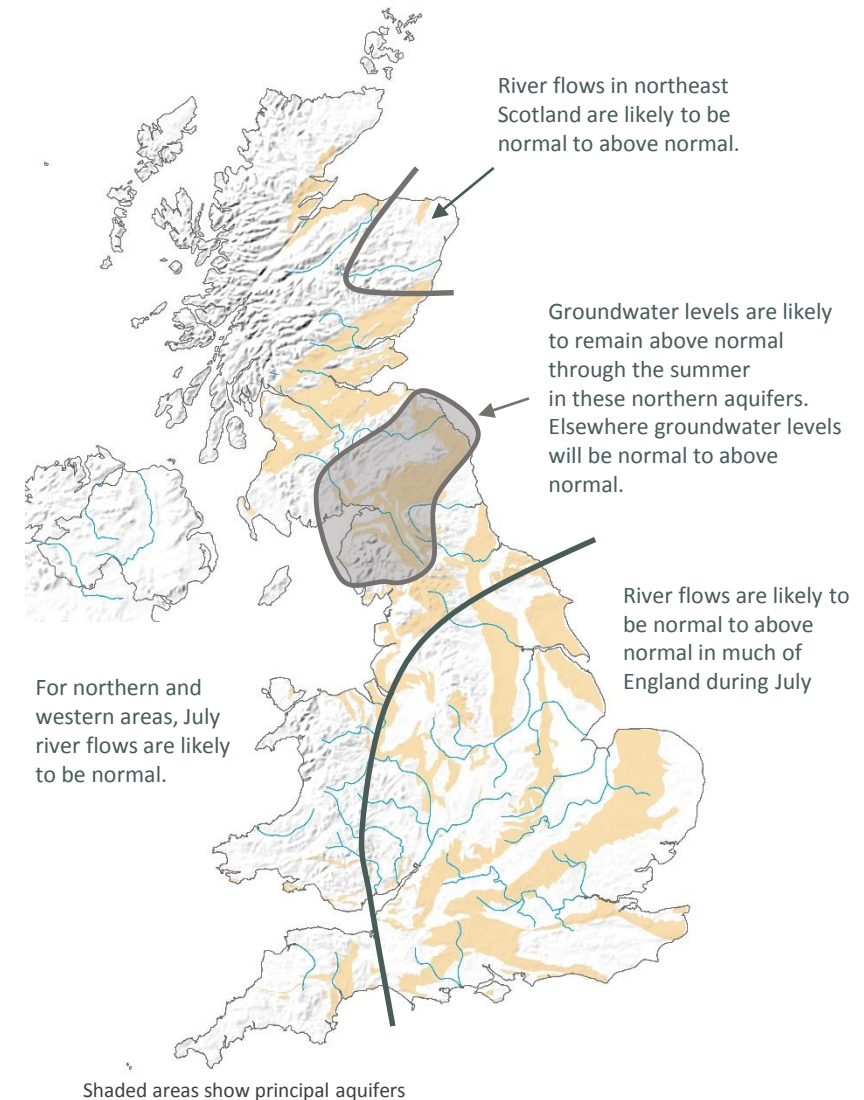 River flows in northeast
Scotland are likely to be
normal to above normal.
Groundwater levels are likely
to remain above normal
through the summer
in these northern aquifers.
Elsewhere groundwater levels
will be normal to above
normal.
River flows are likely to
be normal to above
normal in much of
England during July
For northern and
western areas, July
river flows are likely
to be normal.
Shaded areas show principal aquifers